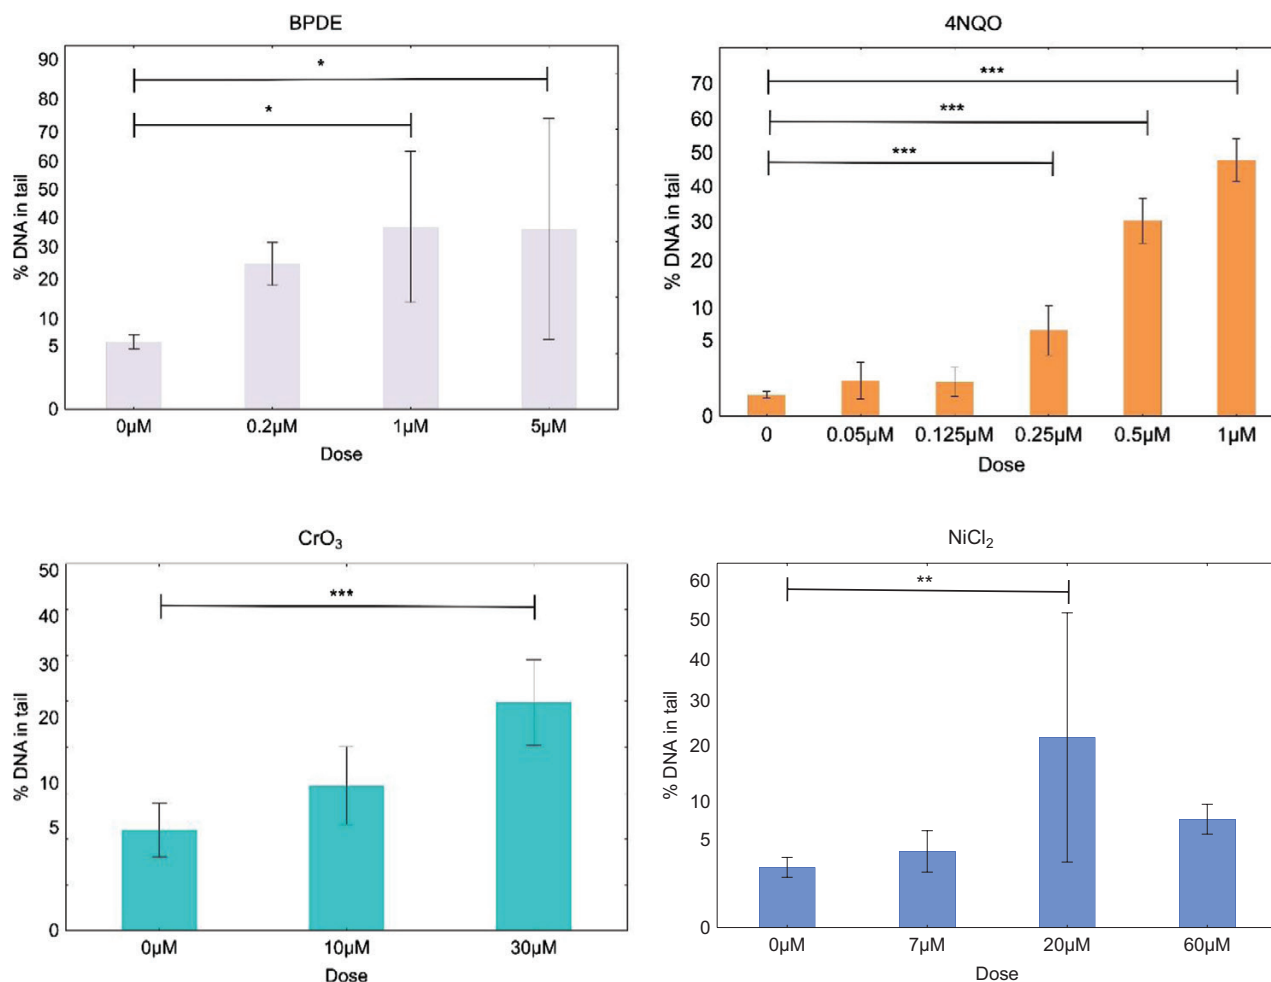 BPDE
% DNA in tail
90
80
70
60
50
40
30
20
10
5
0
*
*
0µM 0.2µM 1µM 5µM
Dose
4NQO
% DNA in tail
70
60
50
40
30
20
10
5
0
***
***
***
0 0.05µM 0.125µM 0.25µM 0.5µM 1µM
Dose
CrO₃
% DNA in tail
50
40
30
20
10
5
0
***
0µM 10µM 30µM
Dose
NiCl₂
% DNA in tail
60
50
40
30
20
10
5
0
**
0µM 7µM 20µM 60µM
Dose